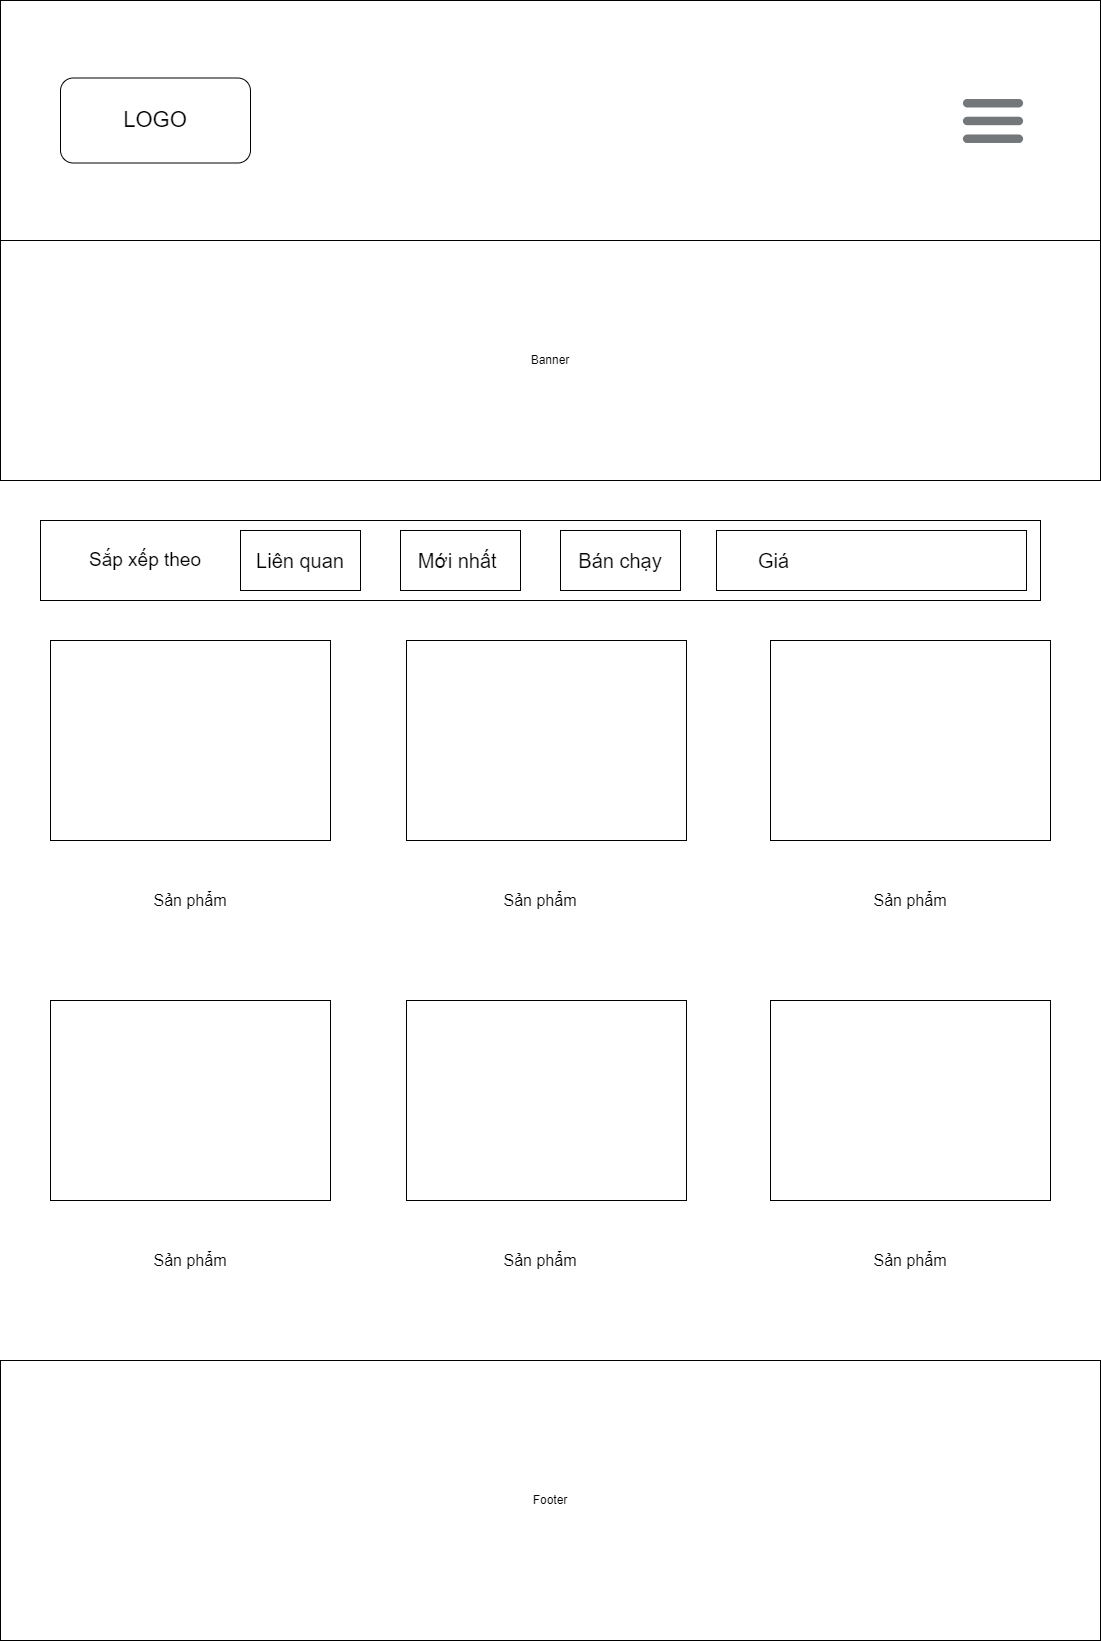 LOGO
Banner
Sắp xếp theo
Liên quan
Mới nhất
Bán chạy
Giá
Sản phẩm
Sản phẩm
Sản phẩm
Sản phẩm
Sản phẩm
Sản phẩm
Footer